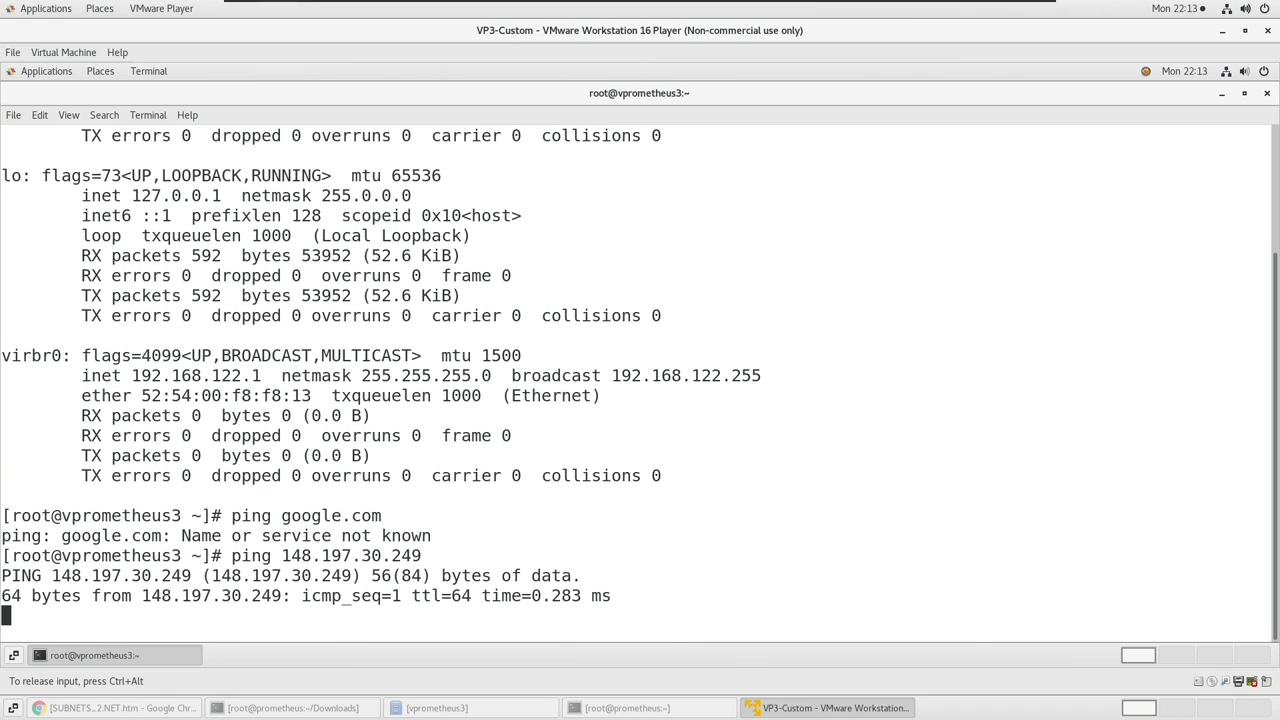 Applications Places VMware Player Mon 22:13
VP3-Custom - VMware Workstation 16 Player (Non-commercial use only)
File Virtual Machine Help
Applications Places Terminal Mon 22:13
root@vprometheus3:~
File Edit View Search Terminal Help
TX errors 0 dropped 0 overruns 0 carrier 0 collisions 0
lo: flags=73<UP,LOOPBACK,RUNNING> mtu 65536
inet 127.0.0.1 netmask 255.0.0.0
inet6 ::1 prefixlen 128 scopeid 0x10<host>
loop txqueuelen 1000 (Local Loopback)
RX packets 592 bytes 53952 (52.6 KiB)
RX errors 0 dropped 0 overruns 0 frame 0
TX packets 592 bytes 53952 (52.6 KiB)
TX errors 0 dropped 0 overruns 0 carrier 0 collisions 0
virbr0: flags=4099<UP,BROADCAST,MULTICAST> mtu 1500
inet 192.168.122.1 netmask 255.255.255.0 broadcast 192.168.122.255
ether 52:54:00:f8:f8:13 txqueuelen 1000 (Ethernet)
RX packets 0 bytes 0 (0.0 B)
RX errors 0 dropped 0 overruns 0 frame 0
TX packets 0 bytes 0 (0.0 B)
TX errors 0 dropped 0 overruns 0 carrier 0 collisions 0
[root@vprometheus3 ~]# ping google.com
ping: google.com: Name or service not known
[root@vprometheus3 ~]# ping 148.197.30.249
PING 148.197.30.249 (148.197.30.249) 56(84) bytes of data.
64 bytes from 148.197.30.249: icmp_seq=1 ttl=64 time=0.283 ms
root@vprometheus3:~
To release input, press Ctrl+Alt
[SUBNETS_2.NET.htm - Google Chr... [root@prometheus:~/Downloads] [vprometheus3] [root@prometheus:~] VP3-Custom - VMware Workstation...